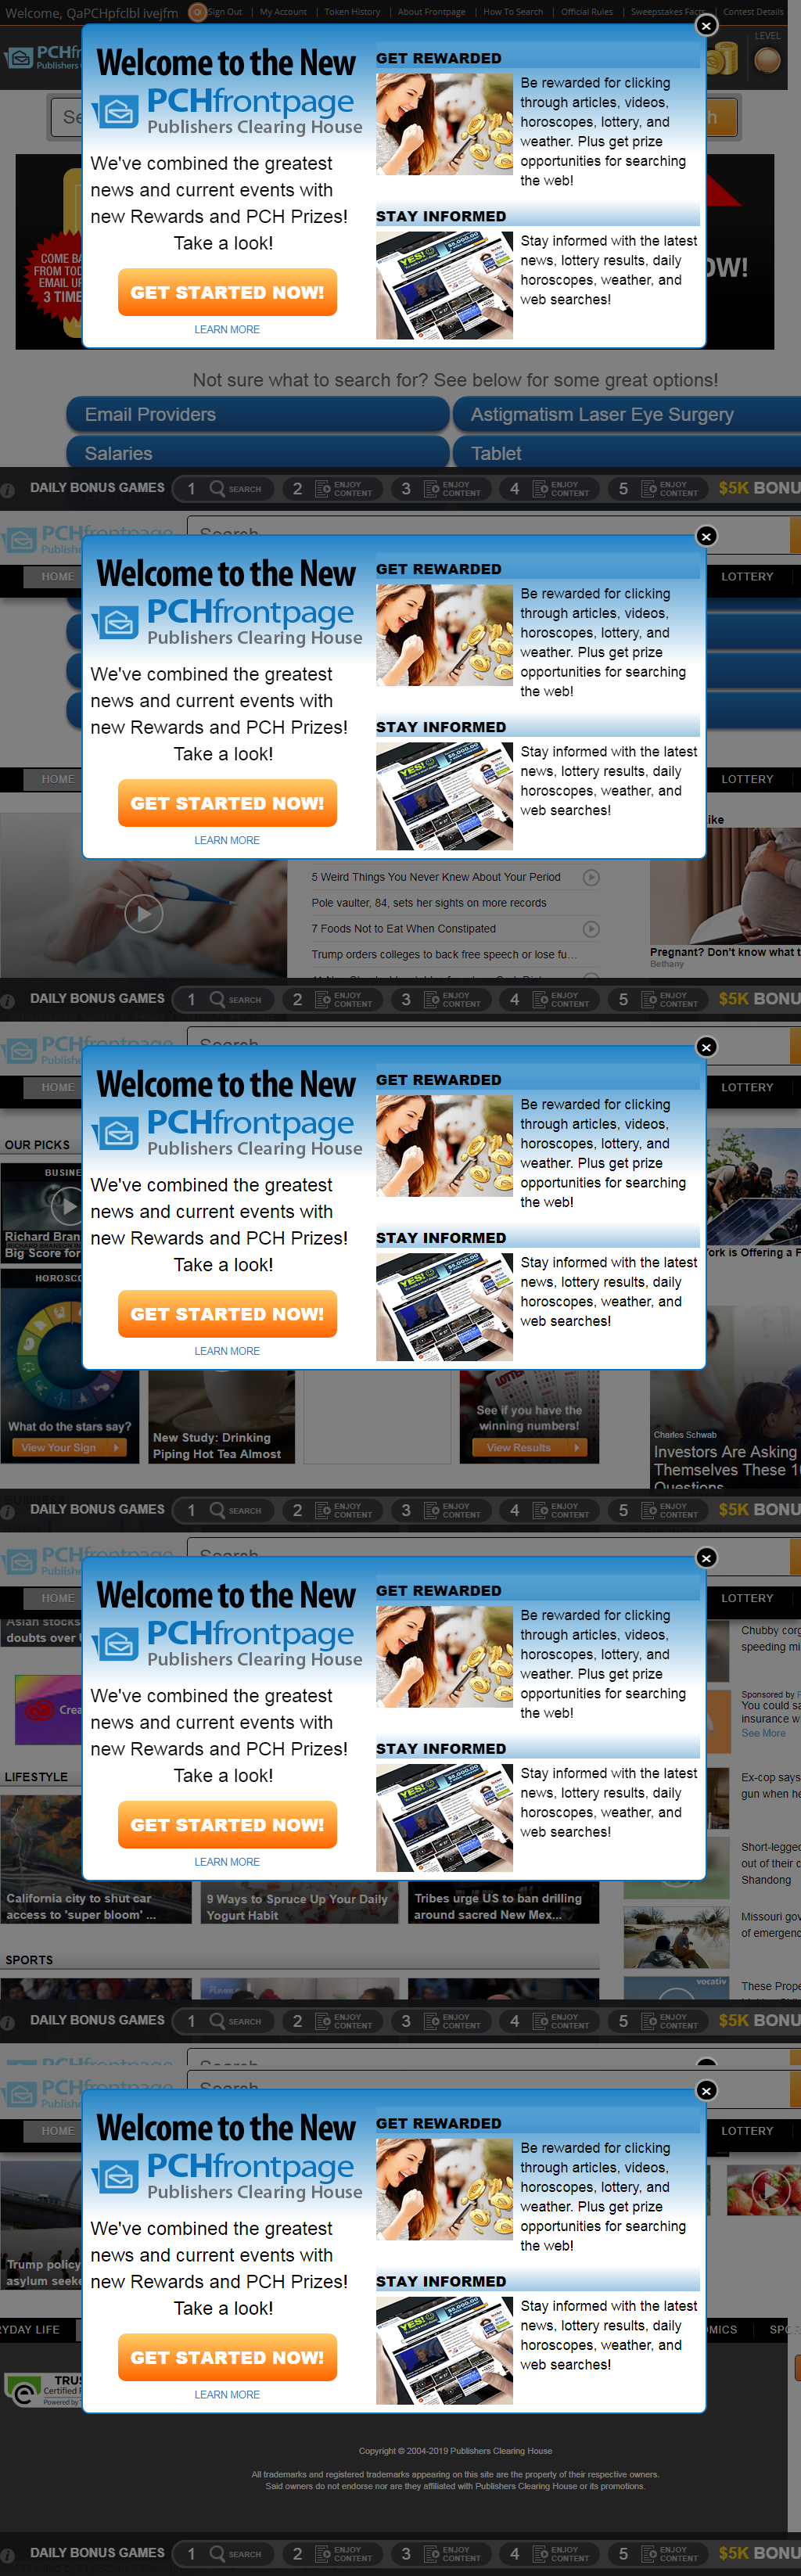 Welcome, QaPCHpfclbl ivejfm
QI
Sign Out | My Account | Token History | About Frontpage | How To Search | Official Rules | Sweepstakes Facts | Contest Details
LEVEL
Welcome to the New
PCHfrontpage
Publishers Clearing House
We've combined the greatest
news and current events with
new Rewards and PCH Prizes!
Take a look!
GET STARTED NOW!
LEARN MORE
GET REWARDED
Be rewarded for clicking
through articles, videos,
horoscopes, lottery, and
weather. Plus get prize
opportunities for searching
the web!
STAY INFORMED
Stay informed with the latest
news, lottery results, daily
horoscopes, weather, and
web searches!
COME BA
FROM TOD
EMAIL UP
3 TIME
OW!
Not sure what to search for? See below for some great options!
Email Providers
Astigmatism Laser Eye Surgery
Salaries
Tablet
DAILY BONUS GAMES 1 SEARCH 2 ENJOY CONTENT 3 ENJOY CONTENT 4 ENJOY CONTENT 5 ENJOY CONTENT $5K BONU
PCHfrontpage
Search
HOME
LOTTERY
Welcome to the New
PCHfrontpage
Publishers Clearing House
We've combined the greatest
news and current events with
new Rewards and PCH Prizes!
Take a look!
GET STARTED NOW!
LEARN MORE
GET REWARDED
Be rewarded for clicking
through articles, videos,
horoscopes, lottery, and
weather. Plus get prize
opportunities for searching
the web!
STAY INFORMED
Stay informed with the latest
news, lottery results, daily
horoscopes, weather, and
web searches!
HOME
LOTTERY
ike
5 Weird Things You Never Knew About Your Period
Pole vaulter, 84, sets her sights on more records
7 Foods Not to Eat When Constipated
Trump orders colleges to back free speech or lose fu...
Pregnant? Don't know what t
Bethany
DAILY BONUS GAMES 1 SEARCH 2 ENJOY CONTENT 3 ENJOY CONTENT 4 ENJOY CONTENT 5 ENJOY CONTENT $5K BONU
PCHfrontpage
Search
HOME
LOTTERY
Welcome to the New
PCHfrontpage
Publishers Clearing House
We've combined the greatest
news and current events with
new Rewards and PCH Prizes!
Take a look!
GET STARTED NOW!
LEARN MORE
GET REWARDED
Be rewarded for clicking
through articles, videos,
horoscopes, lottery, and
weather. Plus get prize
opportunities for searching
the web!
STAY INFORMED
Stay informed with the latest
news, lottery results, daily
horoscopes, weather, and
web searches!
OUR PICKS
BUSINE
Richard Bran
Big Score for
ork is Offering a F
HOROSC
What do the stars say?
View Your Sign
New Study: Drinking
Piping Hot Tea Almost
See if you have the
winning numbers!
View Results
Charles Schwab
Investors Are Asking
Themselves These 10
Questions
DAILY BONUS GAMES 1 SEARCH 2 ENJOY CONTENT 3 ENJOY CONTENT 4 ENJOY CONTENT 5 ENJOY CONTENT $5K BONU
PCHfrontpage
Search
HOME
LOTTERY
Welcome to the New
PCHfrontpage
Publishers Clearing House
We've combined the greatest
news and current events with
new Rewards and PCH Prizes!
Take a look!
GET STARTED NOW!
LEARN MORE
GET REWARDED
Be rewarded for clicking
through articles, videos,
horoscopes, lottery, and
weather. Plus get prize
opportunities for searching
the web!
STAY INFORMED
Stay informed with the latest
news, lottery results, daily
horoscopes, weather, and
web searches!
Asian stocks
doubts over
Crea
Chubby corg
speeding mi
Sponsored by
You could sa
insurance w
See More
LIFESTYLE
Ex-cop says
gun when he
Short-legged
out of their c
Shandong
California city to shut car
access to 'super bloom' ...
9 Ways to Spruce Up Your Daily
Yogurt Habit
Tribes urge US to ban drilling
around sacred New Mex...
Missouri gov
of emergenc
SPORTS
vocativ
These Prope
DAILY BONUS GAMES 1 SEARCH 2 ENJOY CONTENT 3 ENJOY CONTENT 4 ENJOY CONTENT 5 ENJOY CONTENT $5K BONU
PCHfrontpage
Search
HOME
LOTTERY
Welcome to the New
PCHfrontpage
Publishers Clearing House
We've combined the greatest
news and current events with
new Rewards and PCH Prizes!
Take a look!
GET STARTED NOW!
LEARN MORE
GET REWARDED
Be rewarded for clicking
through articles, videos,
horoscopes, lottery, and
weather. Plus get prize
opportunities for searching
the web!
STAY INFORMED
Stay informed with the latest
news, lottery results, daily
horoscopes, weather, and
web searches!
Trump policy
asylum seeke
RYDAY LIFE
OMICS
SPO
TRUS
Certified
Powered by
Copyright © 2004-2019 Publishers Clearing House
All trademarks and registered trademarks appearing on this site are the property of their respective owners.
Said owners do not endorse nor are they affiliated with Publishers Clearing House or its promotions.
DAILY BONUS GAMES 1 SEARCH 2 ENJOY CONTENT 3 ENJOY CONTENT 4 ENJOY CONTENT 5 ENJOY CONTENT $5K BONU